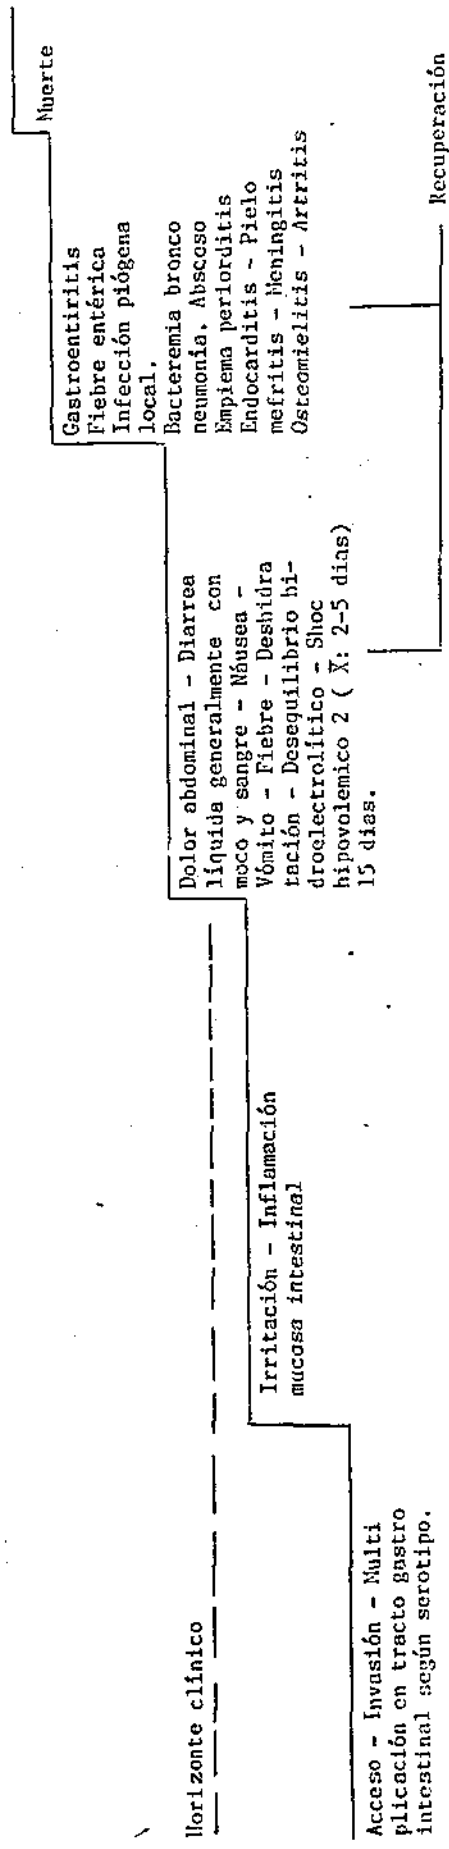 Horizonte clínico
Acceso - Invasión - Multi
plicación en tracto gastro
intestinal según serotipo.
Irritación - Inflamación
mucosa intestinal
Dolor abdominal - Diarrea
líquida generalmente con
moco y sangre - Náusea -
Vómito - Fiebre - Deshidra
tación - Desequilibrio hi-
droelectrolítico - Shoc
hipovolemico 2 ( X̄: 2-5 dias)
15 dias.
Gastroentiritis
Fiebre entérica
Infección piógena
local.
Bacteremia bronco
neumonía. Absceso
Empiema periorditis
Endocarditis - Pielo
mefritis - Meningitis
Osteomielitis - Artritis
Muerte
Recuperación